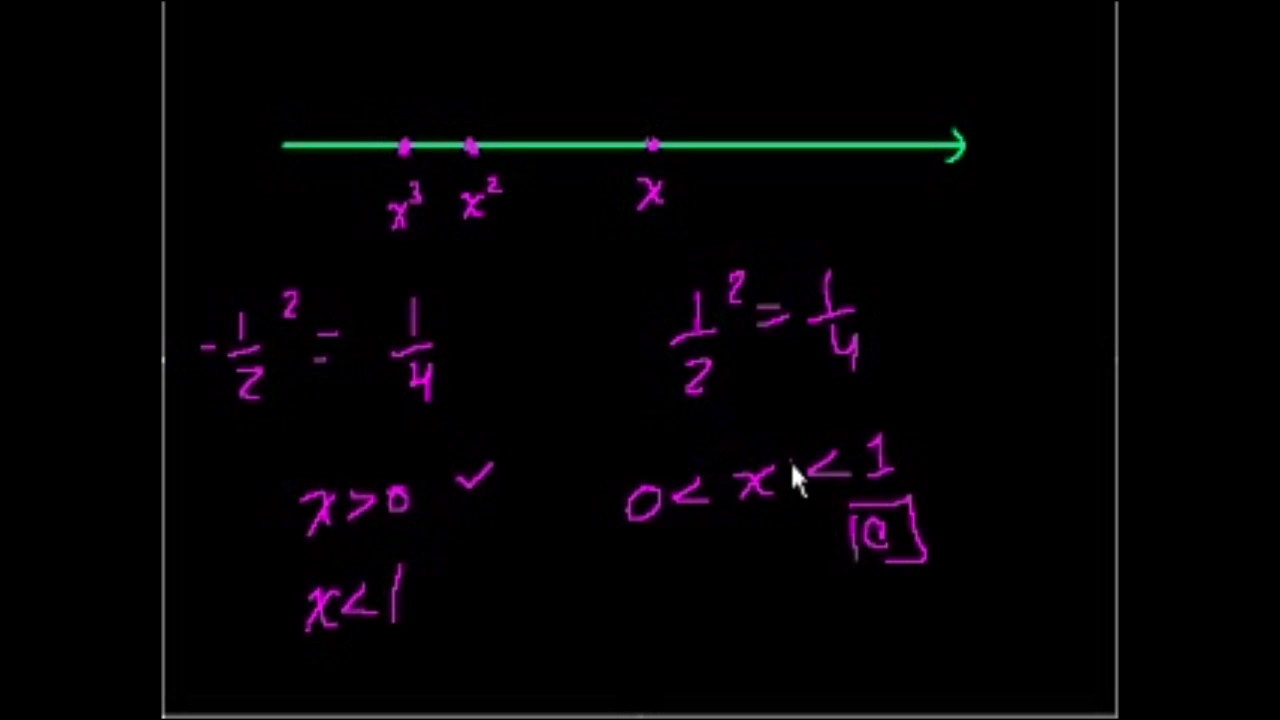 x³ x² x
-1/2 ² = 1/4
1/2 ² = 1/4
x>0 ✓
0 < x < 1
x<1